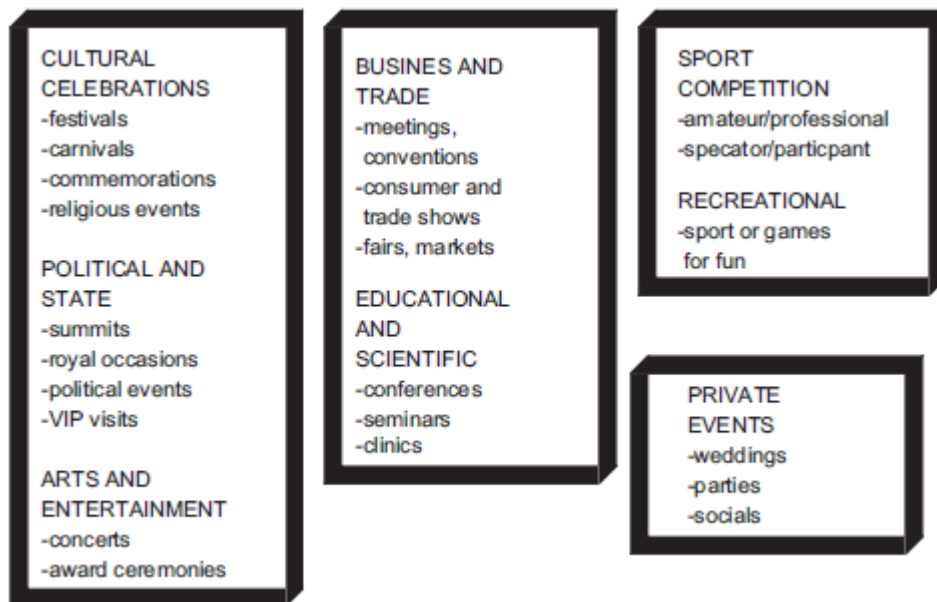 CULTURAL
CELEBRATIONS
-festivals
-carnivals
-commemorations
-religious events
POLITICAL AND
STATE
-summits
-royal occasions
-political events
-VIP visits
ARTS AND
ENTERTAINMENT
-concerts
-award ceremonies
BUSINES AND
TRADE
-meetings,
conventions
-consumer and
trade shows
-fairs, markets
EDUCATIONAL
AND
SCIENTIFIC
-conferences
-seminars
-clinics
SPORT
COMPETITION
-amateur/professional
-specator/particpant
RECREATIONAL
-sport or games
for fun
PRIVATE
EVENTS
-weddings
-parties
-socials